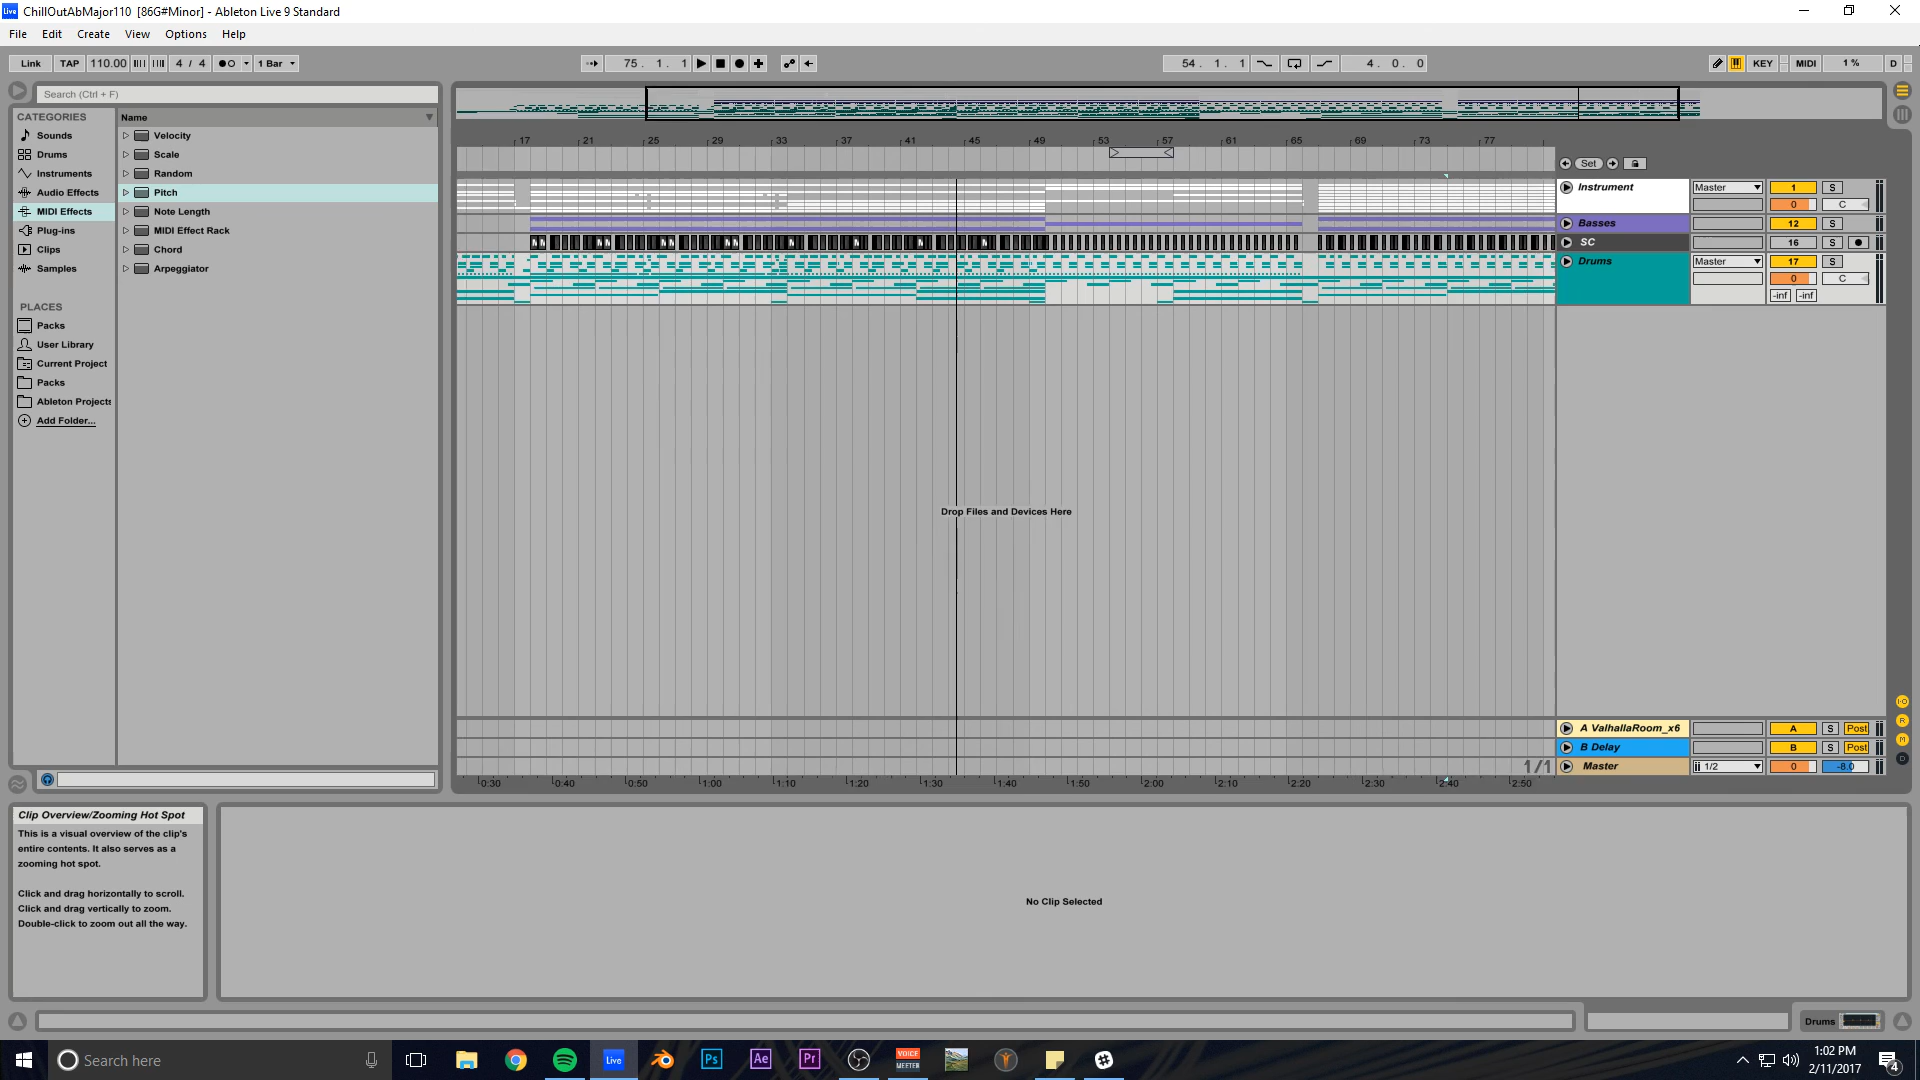 Live ChillOutAbMajor110 [86G#Minor] - Ableton Live 9 Standard
File Edit Create View Options Help
Link TAP 110.00 4 / 4 1 Bar 75. 1. 1 54. 1. 1 4. 0. 0 KEY MIDI 1 % D
Search (Ctrl + F)
CATEGORIES
Sounds
Drums
Instruments
Audio Effects
MIDI Effects
Plug-ins
Clips
Samples
PLACES
Packs
User Library
Current Project
Packs
Ableton Projects
Add Folder...
Name
Velocity
Scale
Random
Pitch
Note Length
MIDI Effect Rack
Chord
Arpeggiator
17 21 25 29 33 37 41 45 49 53 57 61 65 69 73 77
Set
Instrument Master 1 S
0 C
Basses 12 S
SC 16 S
Drums Master 17 S
0 C
-inf -inf
Drop Files and Devices Here
A ValhallaRoom_x6 A S Post
B Delay B S Post
1/1 Master 1/2 0 -8.0
0:30 0:40 0:50 1:00 1:10 1:20 1:30 1:40 1:50 2:00 2:10 2:20 2:30 2:40 2:50
I·O
R
M
D
Clip Overview/Zooming Hot Spot
This is a visual overview of the clip's
entire contents. It also serves as a
zooming hot spot.
Click and drag horizontally to scroll.
Click and drag vertically to zoom.
Double-click to zoom out all the way.
No Clip Selected
Drums
Search here
Live
Ps
Ae
Pr
VOICE
MEETER
1:02 PM
2/11/2017
4